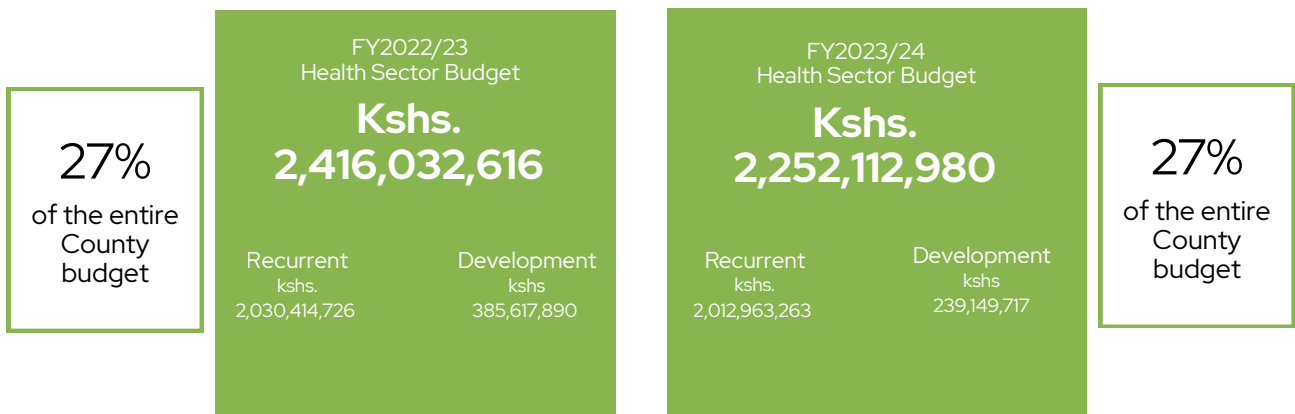 27%
of the entire
County
budget
FY2022/23
Health Sector Budget
Kshs.
2,416,032,616
Recurrent
kshs.
2,030,414,726
Development
kshs
385,617,890
FY2023/24
Health Sector Budget
Kshs.
2,252,112,980
Recurrent
kshs.
2,012,963,263
Development
kshs
239,149,717
27%
of the entire
County
budget